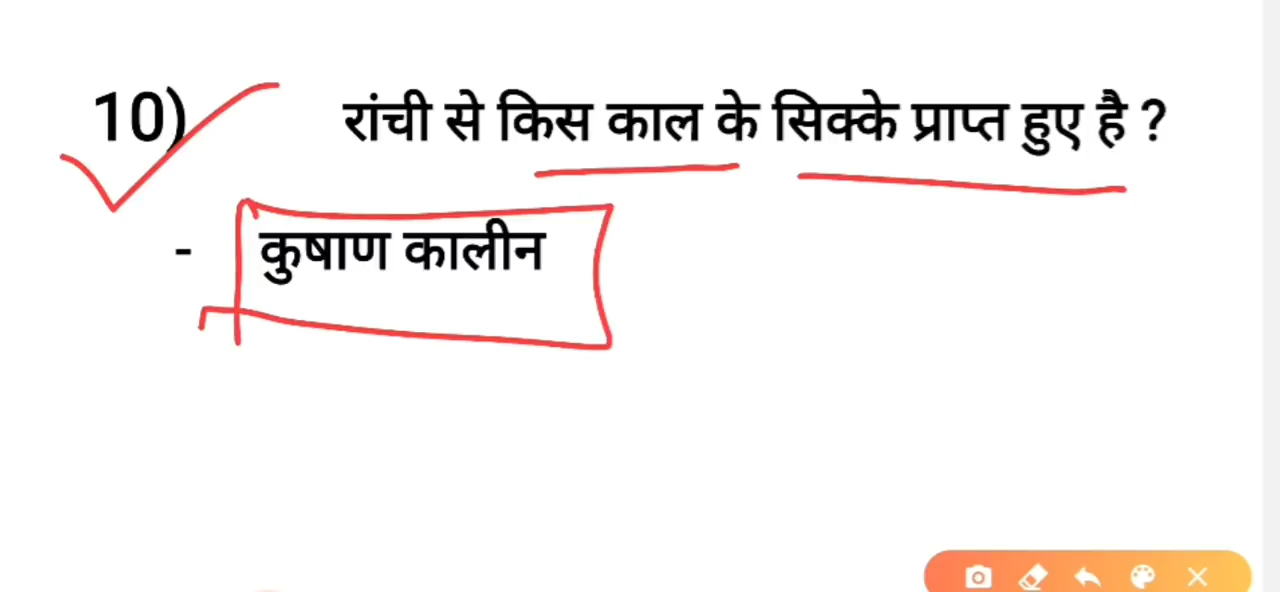 10) रांची से किस काल के सिक्के प्राप्त हुए है ?
- कुषाण कालीन